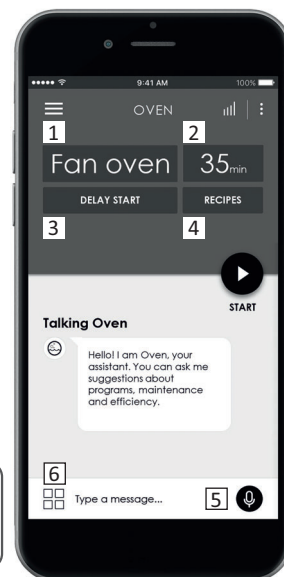 9:41 AM
100%
OVEN
1
2
Fan oven
35min
3
4
DELAY START
RECIPES
START
Talking Oven
Hello! I am Oven, your
assistant. You can ask me
suggestions about
programs, maintenance
and efficiency.
6
Type a message...
5